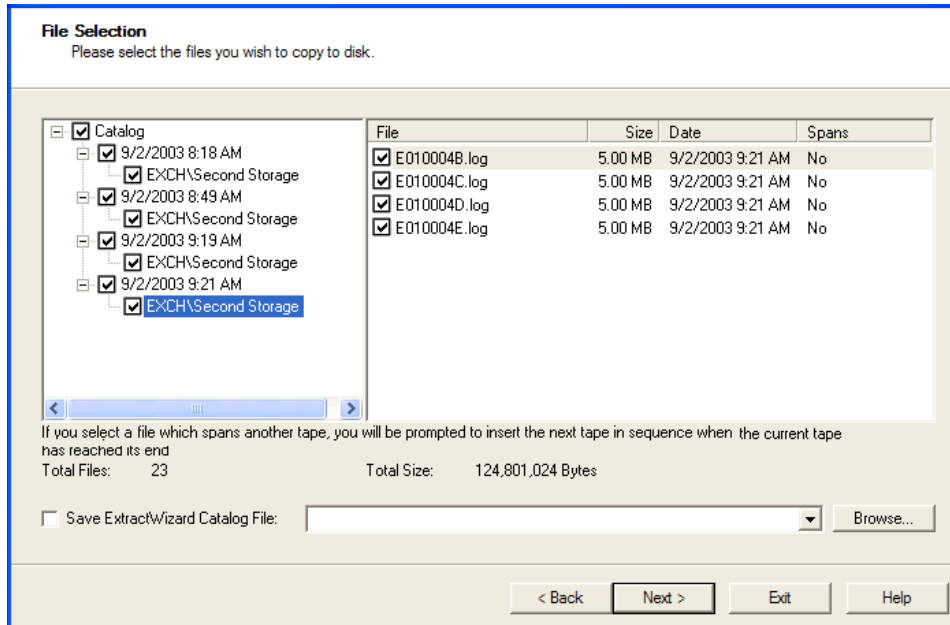 File Selection
Please select the files you wish to copy to disk.
Catalog
9/2/2003 8:18 AM
EXCH\Second Storage
9/2/2003 8:49 AM
EXCH\Second Storage
9/2/2003 9:19 AM
EXCH\Second Storage
9/2/2003 9:21 AM
EXCH\Second Storage
File Size Date Spans
E010004B.log 5.00 MB 9/2/2003 9:21 AM No
E010004C.log 5.00 MB 9/2/2003 9:21 AM No
E010004D.log 5.00 MB 9/2/2003 9:21 AM No
E010004E.log 5.00 MB 9/2/2003 9:21 AM No
If you select a file which spans another tape, you will be prompted to insert the next tape in sequence when the current tape
has reached its end
Total Files: 23 Total Size: 124,801,024 Bytes
Save ExtractWizard Catalog File: Browse...
< Back Next > Exit Help